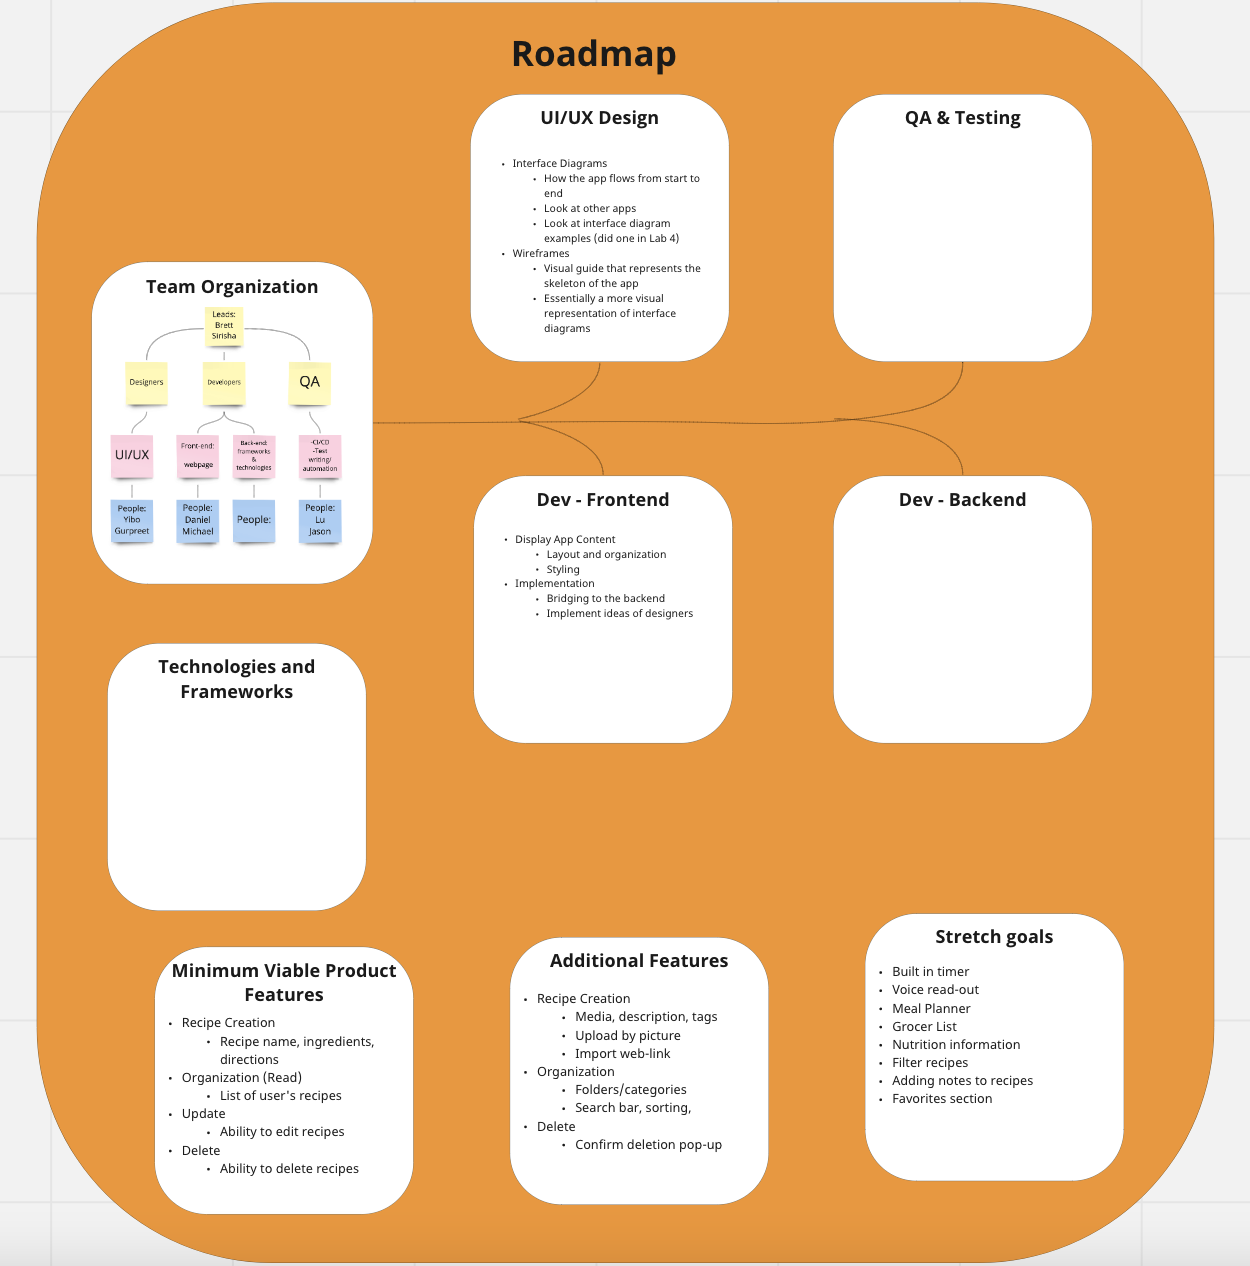 Roadmap
UI/UX Design
• Interface Diagrams
• How the app flows from start to
end
• Look at other apps
• Look at interface diagram
examples (did one in Lab 4)
• Wireframes
• Visual guide that represents the
skeleton of the app
• Essentially a more visual
representation of interface
diagrams
QA & Testing
Team Organization
Leads:
Brett
Sirisha
Designers
Developers
QA
UI/UX
Front-end:
webpage
Back-end:
frameworks
&
technologies
-CI/CD
-Test
writing/
automation
People:
Yibo
Gurpreet
People:
Daniel
Michael
People:
People:
Lu
Jason
Dev - Frontend
• Display App Content
• Layout and organization
• Styling
• Implementation
• Bridging to the backend
• Implement ideas of designers
Dev - Backend
Technologies and
Frameworks
Minimum Viable Product
Features
• Recipe Creation
• Recipe name, ingredients,
directions
• Organization (Read)
• List of user's recipes
• Update
• Ability to edit recipes
• Delete
• Ability to delete recipes
Additional Features
• Recipe Creation
• Media, description, tags
• Upload by picture
• Import web-link
• Organization
• Folders/categories
• Search bar, sorting,
• Delete
• Confirm deletion pop-up
Stretch goals
• Built in timer
• Voice read-out
• Meal Planner
• Grocer List
• Nutrition information
• Filter recipes
• Adding notes to recipes
• Favorites section